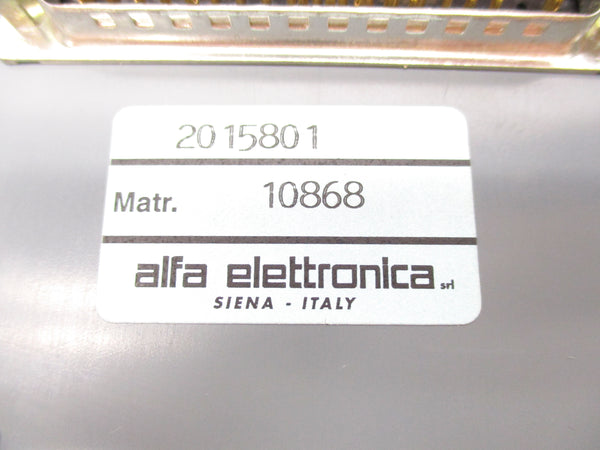 2015801
Matr. 10868
alfa elettronica srl
SIENA - ITALY